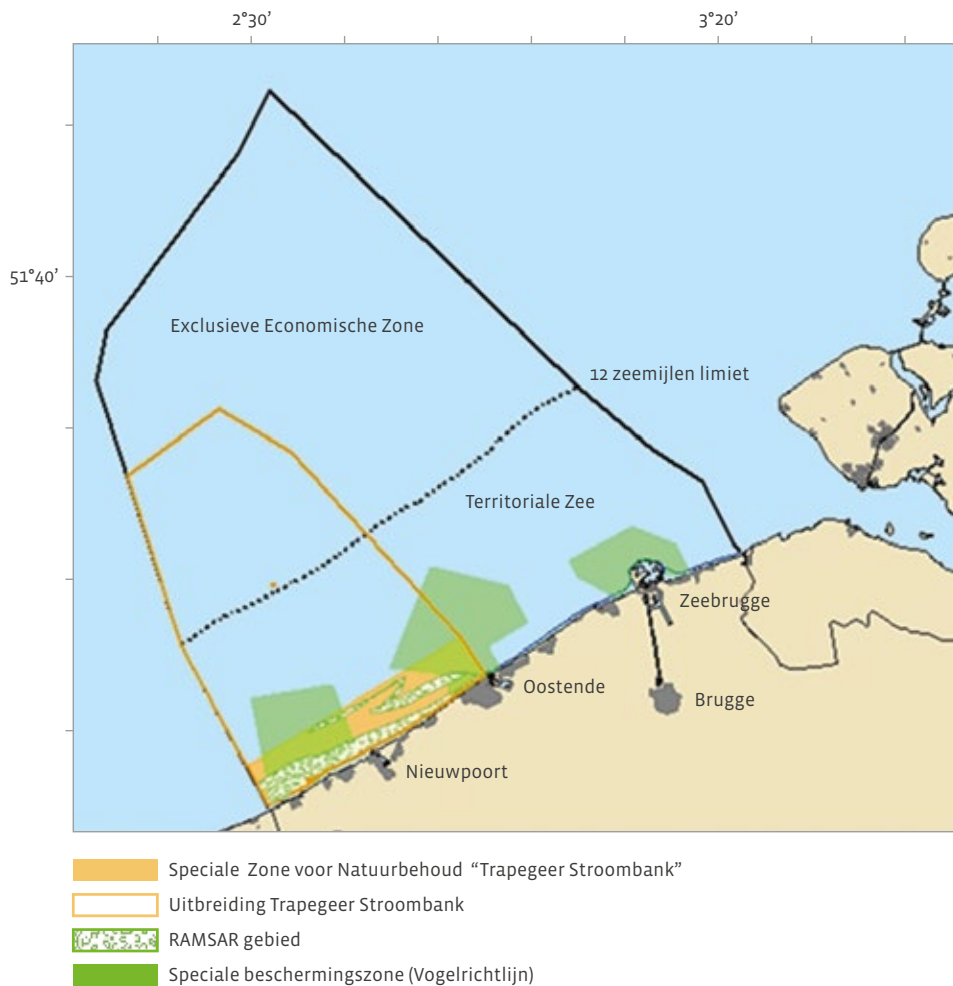 2°30’
3°20’
51°40’
Exclusieve Economische Zone
12 zeemijlen limiet
Territoriale Zee
Zeebrugge
Oostende
Brugge
Nieuwpoort
Speciale Zone voor Natuurbehoud “Trapegeer Stroombank”
Uitbreiding Trapegeer Stroombank
RAMSAR gebied
Speciale beschermingszone (Vogelrichtlijn)